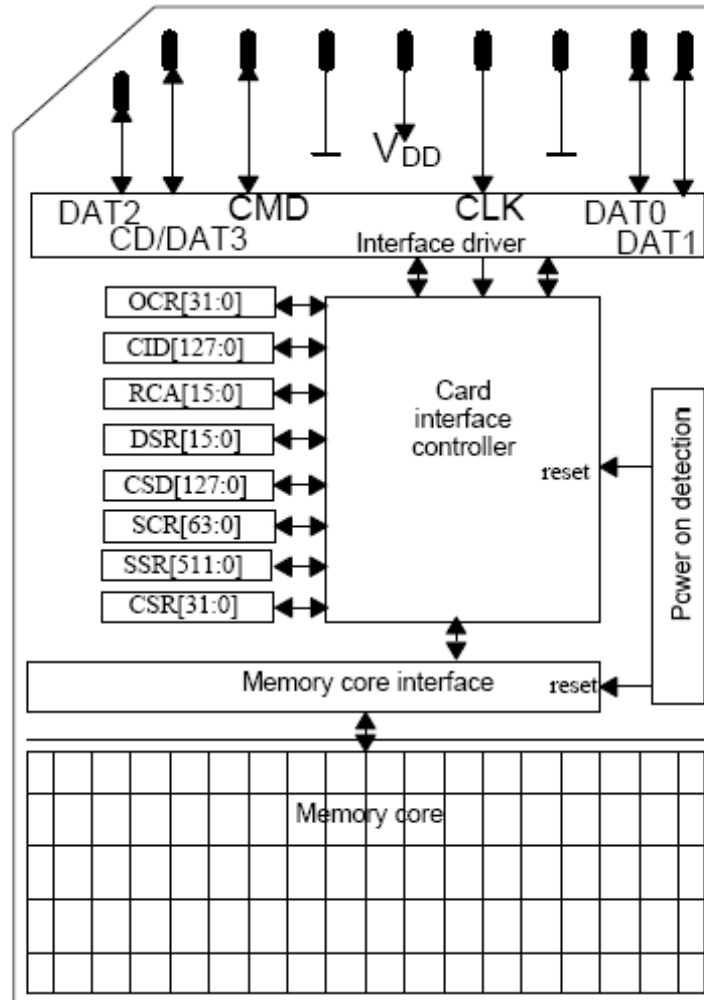 VDD
DAT2
CMD
CLK
DAT0
CD/DAT3
Interface driver
DAT1
OCR[31:0]
CID[127:0]
RCA[15:0]
DSR[15:0]
CSD[127:0]
SCR[63:0]
SSR[511:0]
CSR[31:0]
Card
interface
controller
reset
Power on detection
Memory core interface
reset
Memory core